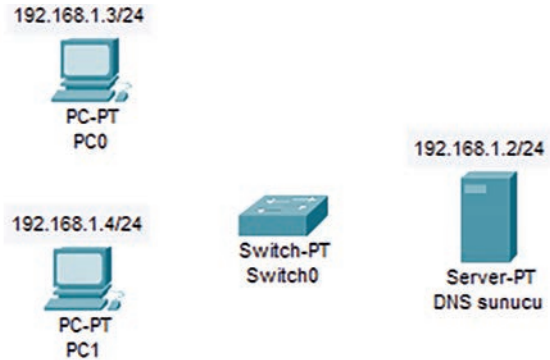 192.168.1.3/24
PC-PT
PC0
192.168.1.4/24
PC-PT
PC1
Switch-PT
Switch0
192.168.1.2/24
Server-PT
DNS sunucu